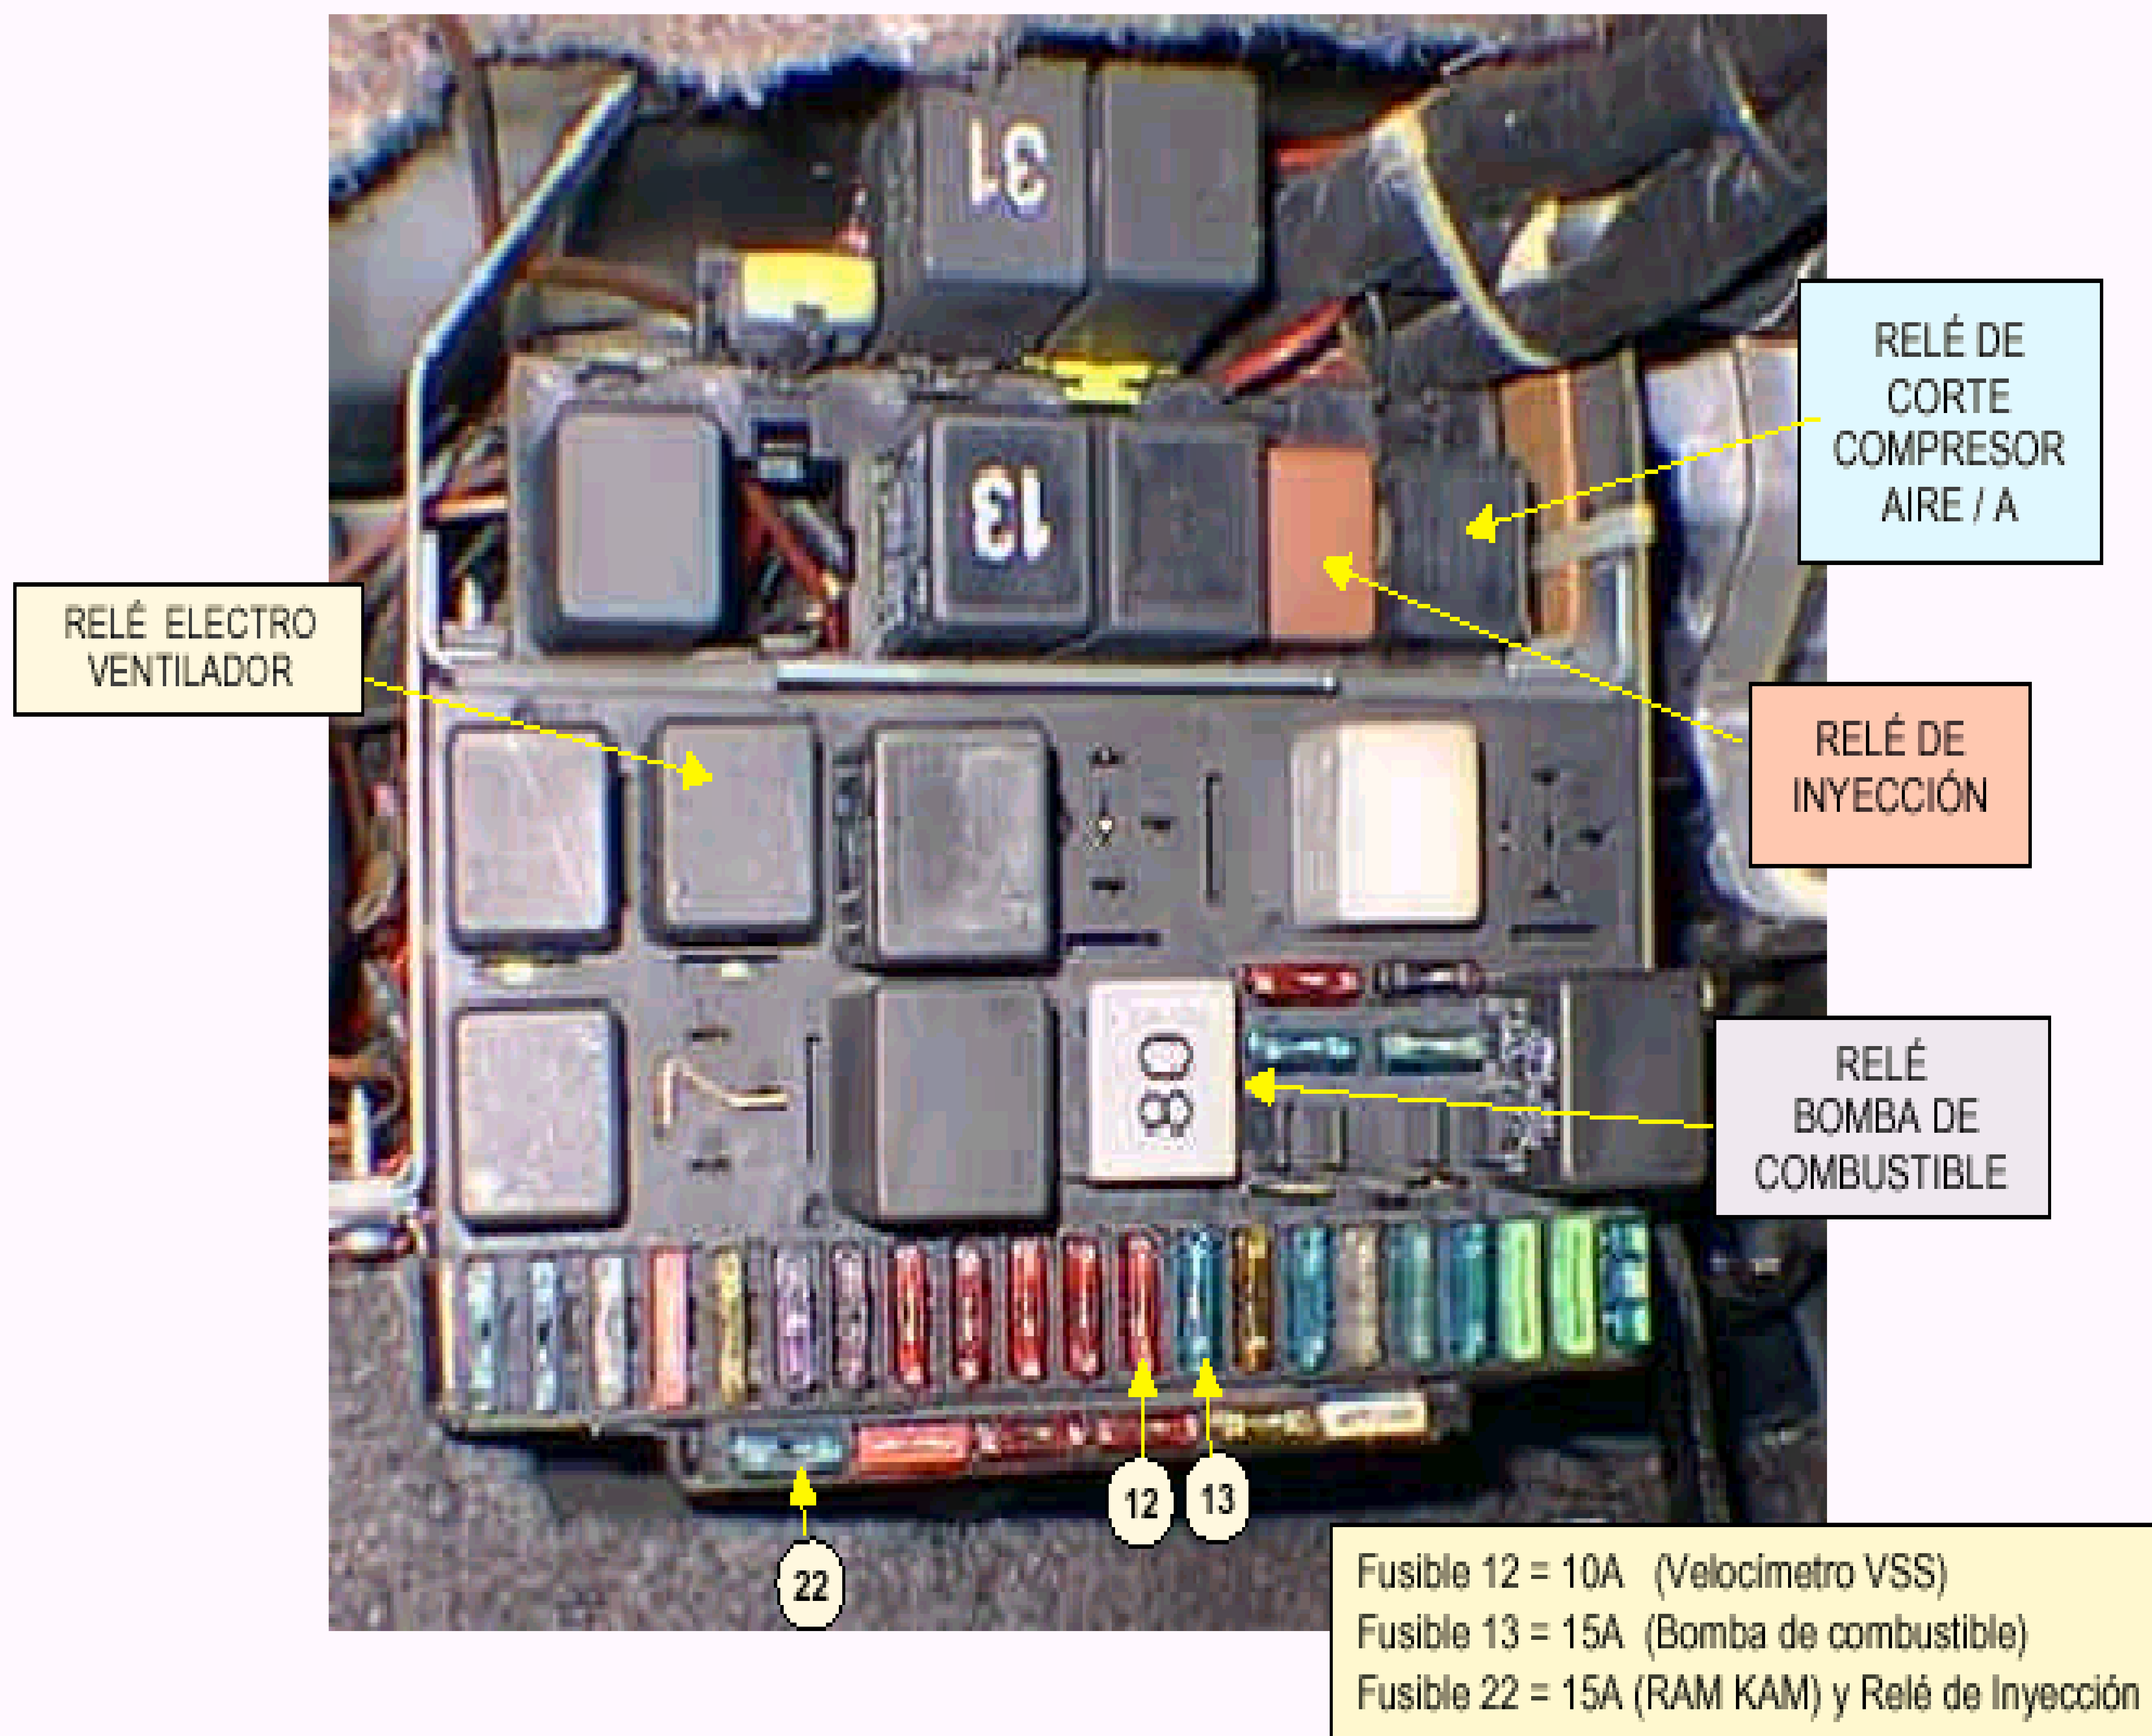 31
RELÉ DE
CORTE
COMPRESOR
AIRE / A
13
RELÉ ELECTRO
VENTILADOR
RELÉ DE
INYECCIÓN
RELÉ
BOMBA DE
COMBUSTIBLE
08
12
13
22
Fusible 12 = 10A (Velocímetro VSS)
Fusible 13 = 15A (Bomba de combustible)
Fusible 22 = 15A (RAM KAM) y Relé de Inyección